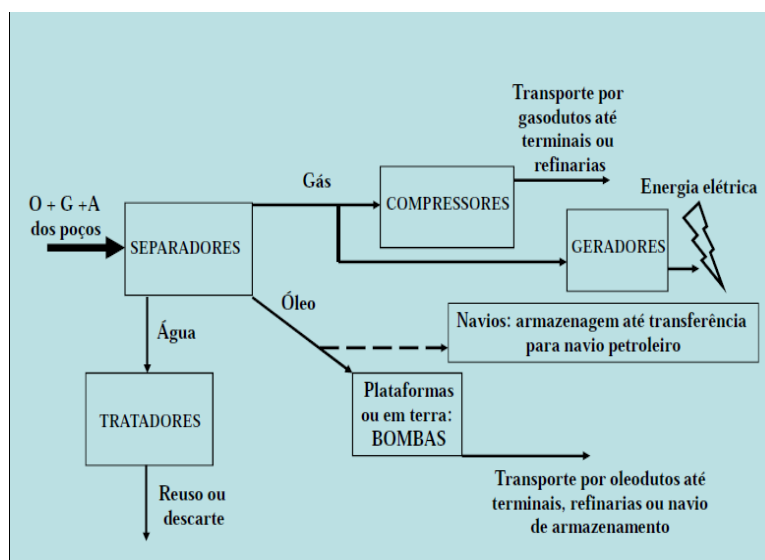 Transporte por
gasodutos até
terminais ou
refinarias
Gás
Energia elétrica
O + G +A
dos poços
COMPRESSORES
SEPARADORES
GERADORES
Óleo
Água
Navios: armazenagem até transferência
para navio petroleiro
Plataformas
ou em terra:
BOMBAS
TRATADORES
Transporte por oleodutos até
terminais, refinarias ou navio
de armazenamento
Reuso ou
descarte